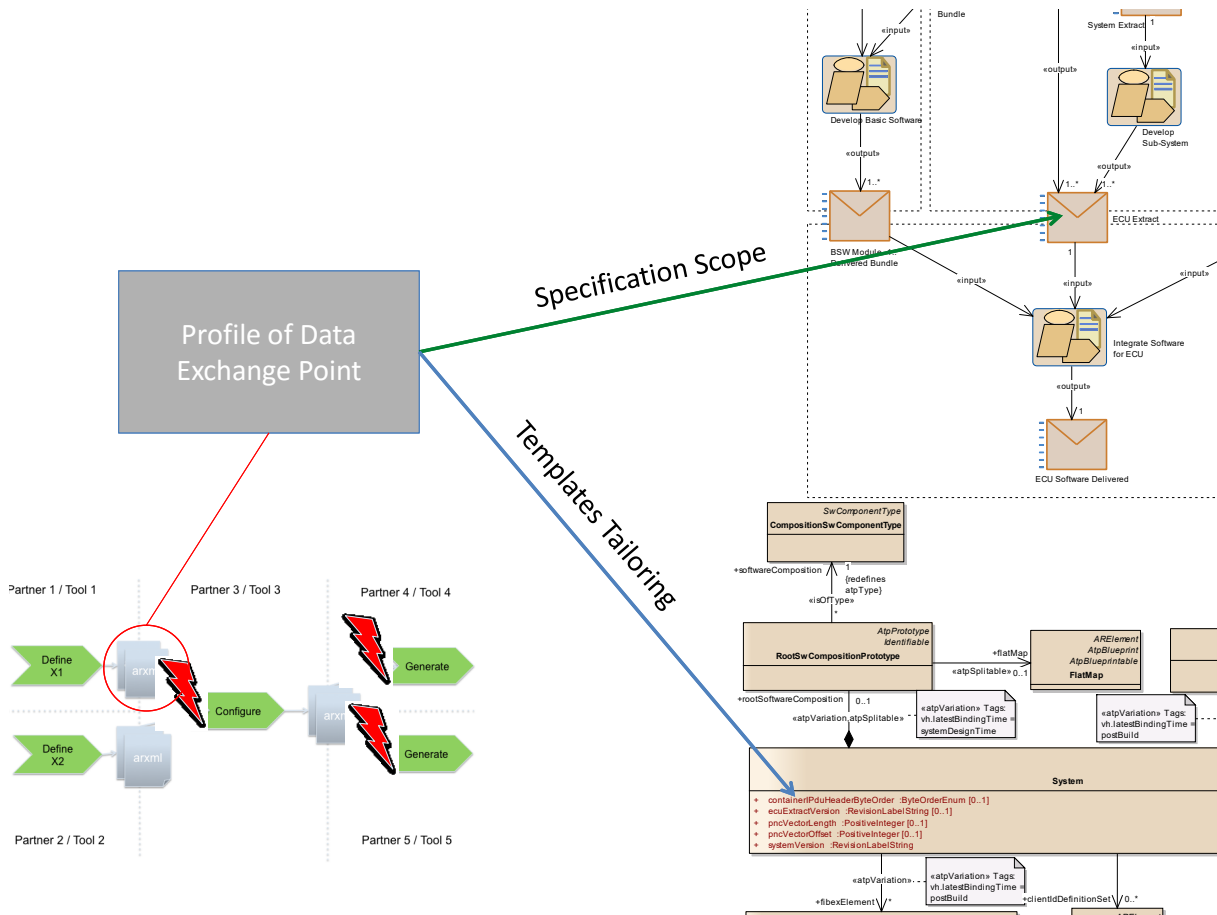 Bundle
System Extract
1
«input»
«input»
«output»
Develop Basic Software
Develop
Sub-System
«output»
«output»
1..*
1..*
1..*
ECU Extract
BSW Module
Delivered Bundle
1
«input»
«input»
«input»
Integrate Software
for ECU
«output»
1
ECU Software Delivered
Specification Scope
Profile of Data
Exchange Point
Templates Tailoring
Partner 1 / Tool 1
Partner 3 / Tool 3
Partner 4 / Tool 4
Define
X1
arxml
Generate
Configure
Define
X2
arxml
Generate
Partner 2 / Tool 2
Partner 5 / Tool 5
SwComponentType
CompositionSwComponentType
+softwareComposition
1
{redefines
atpType}
«isOfType»
*
AtpPrototype
Identifiable
RootSwCompositionPrototype
+flatMap
«atpSplitable»
0..1
ARElement
AtpBlueprint
AtpBlueprintable
FlatMap
+rootSoftwareComposition
0..1
«atpVariation,atpSplitable»
«atpVariation» Tags:
vh.latestBindingTime =
systemDesignTime
«atpVariation» Tags:
vh.latestBindingTime =
postBuild
System
+ containerIPduHeaderByteOrder :ByteOrderEnum [0..1]
+ ecuExtractVersion :RevisionLabelString [0..1]
+ pncVectorLength :PositiveInteger [0..1]
+ pncVectorOffset :PositiveInteger [0..1]
+ systemVersion :RevisionLabelString
«atpVariation»
«atpVariation» Tags:
vh.latestBindingTime =
postBuild
+fibexElement
*
+clientIdDefinitionSet
0..*